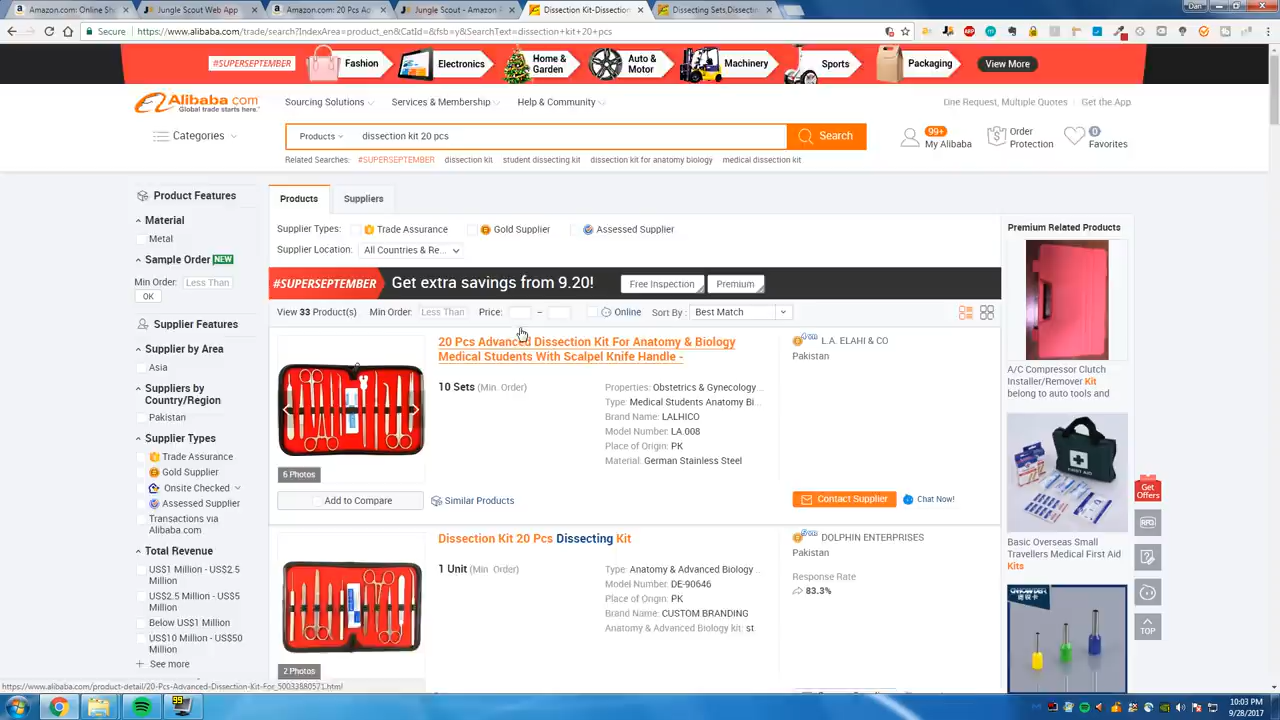 Amazon.com: Online Sh
Jungle Scout Web App
Amazon.com: 20 Pcs Ad
Jungle Scout - Amazon
Dissection Kit-Dissection
Dissecting Sets,Dissectin
Dan
Secure
https://www.alibaba.com/trade/search?IndexArea=product_en&CatId=&fsb=y&SearchText=dissection+kit+20+pcs
#SUPERSEPTEMBER
Fashion
Electronics
Home & Garden
Auto & Motor
Machinery
Sports
Packaging
View More
Alibaba.com
Global trade starts here.
Sourcing Solutions
Services & Membership
Help & Community
One Request, Multiple Quotes
Get the App
Categories
Products
dissection kit 20 pcs
Search
99+
My Alibaba
Order Protection
0
Favorites
Related Searches: #SUPERSEPTEMBER dissection kit student dissecting kit dissection kit for anatomy biology medical dissection kit
Product Features
Material
Metal
Sample Order NEW
Min Order: Less Than
OK
Supplier Features
Supplier by Area
Asia
Suppliers by
Country/Region
Pakistan
Supplier Types
Trade Assurance
Gold Supplier
Onsite Checked
Assessed Supplier
Transactions via
Alibaba.com
Total Revenue
US$1 Million - US$2.5
Million
US$2.5 Million - US$5
Million
Below US$1 Million
US$10 Million - US$50
Million
See more
Products
Suppliers
Supplier Types: Trade Assurance Gold Supplier Assessed Supplier
Supplier Location: All Countries & Re...
#SUPERSEPTEMBER Get extra savings from 9.20! Free Inspection Premium
View 33 Product(s) Min Order: Less Than Price: – Online Sort By : Best Match
20 Pcs Advanced Dissection Kit For Anatomy & Biology
Medical Students With Scalpel Knife Handle -
10 Sets (Min. Order)
Properties: Obstetrics & Gynecology...
Type: Medical Students Anatomy Bi...
Brand Name: LALHICO
Model Number: LA.008
Place of Origin: PK
Material: German Stainless Steel
6 Photos
Add to Compare
Similar Products
L.A. ELAHI & CO
Pakistan
Contact Supplier
Chat Now!
Dissection Kit 20 Pcs Dissecting Kit
1 Unit (Min Order)
Type: Anatomy & Advanced Biology...
Model Number: DE-90646
Place of Origin: PK
Brand Name: CUSTOM BRANDING
Anatomy & Advanced Biology kit: st.
2 Photos
DOLPHIN ENTERPRISES
Pakistan
Response Rate
83.3%
Premium Related Products
A/C Compressor Clutch
Installer/Remover Kit
belong to auto tools and
FIRST AID
Basic Overseas Small
Travellers Medical First Aid
Kits
Get
Offers
RFQ
TOP
https://www.alibaba.com/product-detail/20-Pcs-Advanced-Dissection-Kit-For_50033880571.html
10:03 PM
9/28/2017